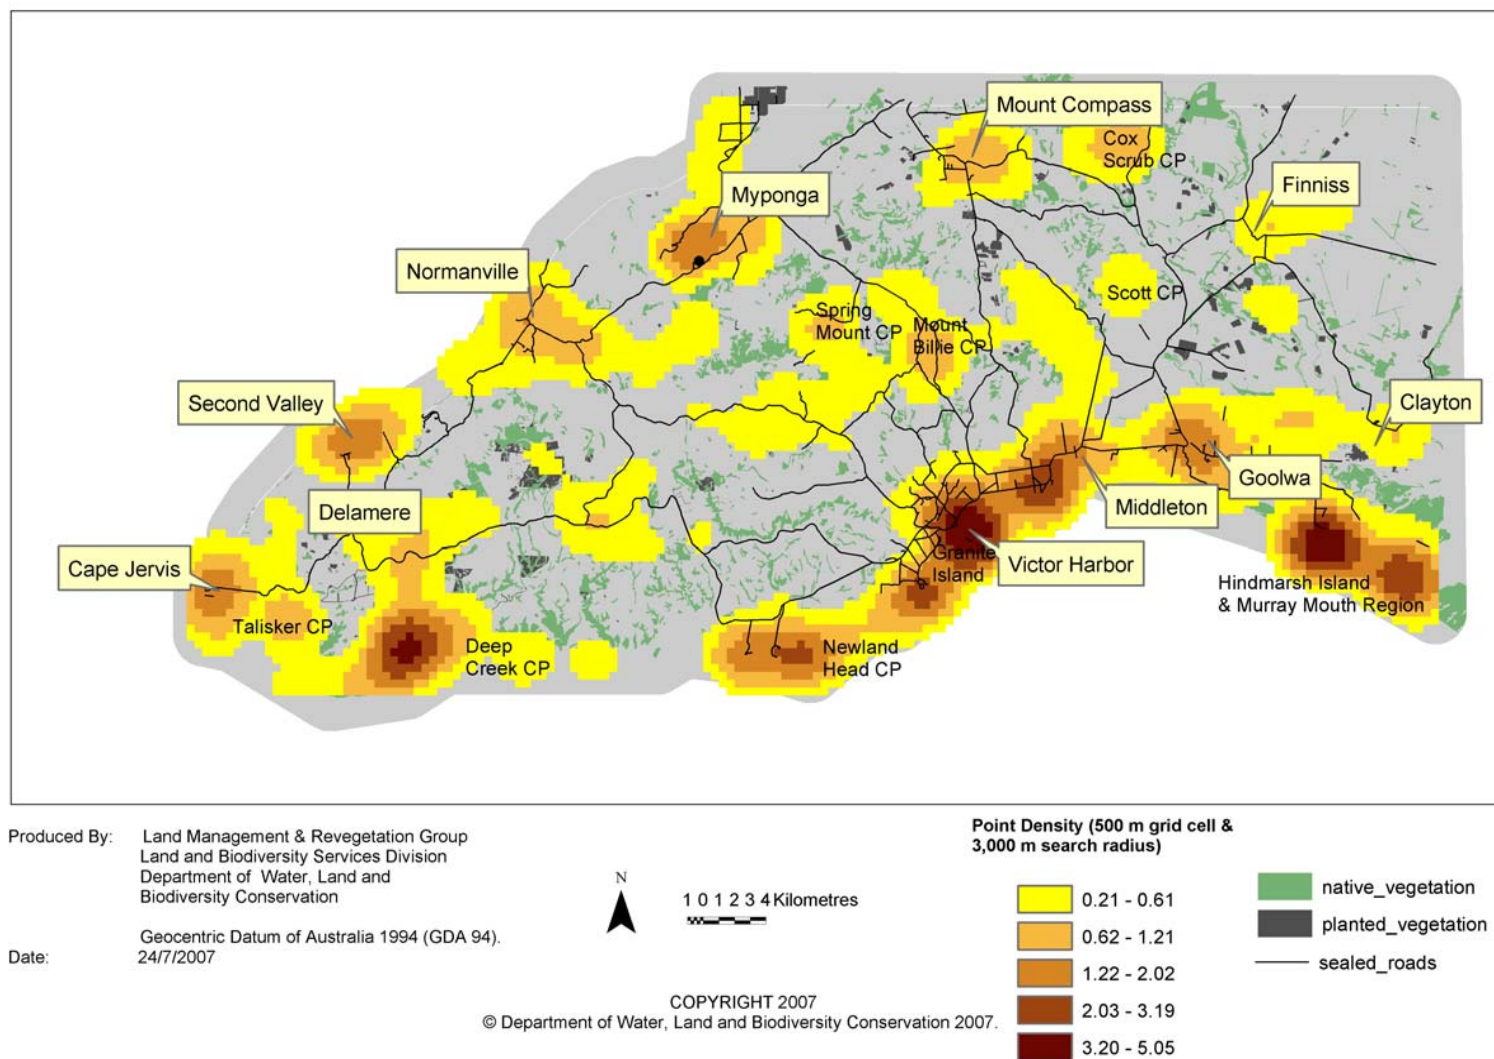 Mount Compass
Cox
Scrub CP
Finniss
Myponga
Normanville
Scott CP
Spring
Mount CP
Mount
Billie CP
Second Valley
Clayton
Goolwa
Delamere
Middleton
Cape Jervis
Granite
Island
Victor Harbor
Hindmarsh Island
& Murray Mouth Region
Talisker CP
Deep
Creek CP
Newland
Head CP
Produced By: Land Management & Revegetation Group
Land and Biodiversity Services Division
Department of Water, Land and
Biodiversity Conservation
Geocentric Datum of Australia 1994 (GDA 94).
Date: 24/7/2007
N
1 0 1 2 3 4 Kilometres
COPYRIGHT 2007
© Department of Water, Land and Biodiversity Conservation 2007.
Point Density (500 m grid cell &
3,000 m search radius)
0.21 - 0.61
0.62 - 1.21
1.22 - 2.02
2.03 - 3.19
3.20 - 5.05
native_vegetation
planted_vegetation
sealed_roads